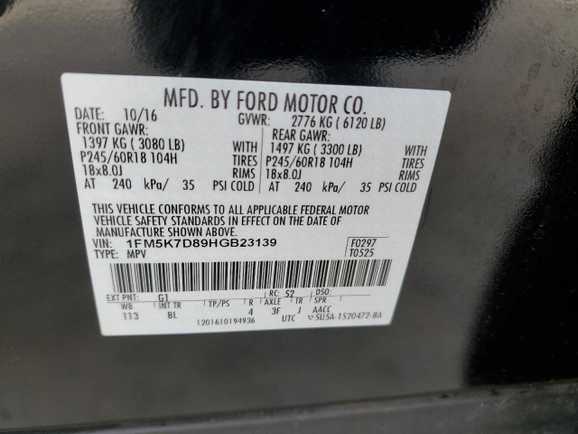 MFD. BY FORD MOTOR CO.
DATE: 10/16 GVWR: 2776 KG ( 6120 LB)
FRONT GAWR: REAR GAWR:
1397 KG ( 3080 LB) WITH 1497 KG ( 3300 LB) WITH
P245/60R18 104H TIRES P245/60R18 104H TIRES
18x8.0J RIMS 18x8.0J RIMS
AT 240 kPa/ 35 PSI COLD AT 240 kPa/ 35 PSI COLD
THIS VEHICLE CONFORMS TO ALL APPLICABLE FEDERAL MOTOR
VEHICLE SAFETY STANDARDS IN EFFECT ON THE DATE OF
MANUFACTURE SHOWN ABOVE.
VIN: 1FM5K7D89HGB23139 F0297
TYPE: MPV T0525
EXT PNT: G1 RC: 52 DSO:
WB INT TR TP/PS R AXLE TR SPR
113 BL 4 3F J AACC
1201610194936 UTC 5U5A-1520472-BA